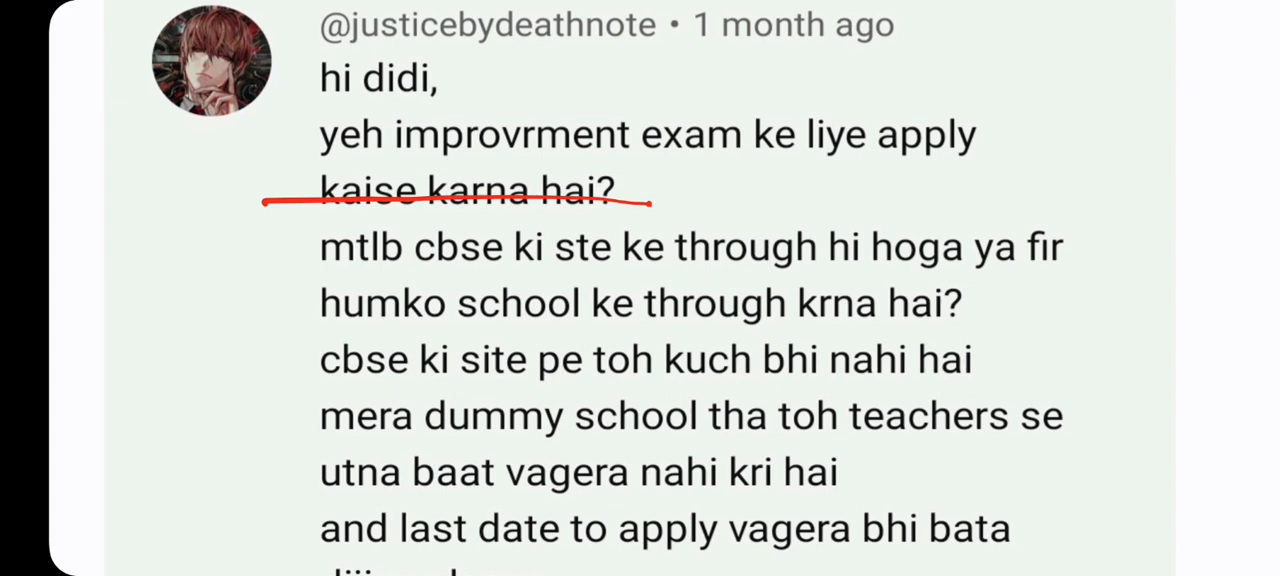 @justicebydeathnote • 1 month ago
hi didi,
yeh improvrment exam ke liye apply
kaise karna hai?
mtlb cbse ki ste ke through hi hoga ya fir
humko school ke through krna hai?
cbse ki site pe toh kuch bhi nahi hai
mera dummy school tha toh teachers se
utna baat vagera nahi kri hai
and last date to apply vagera bhi bata